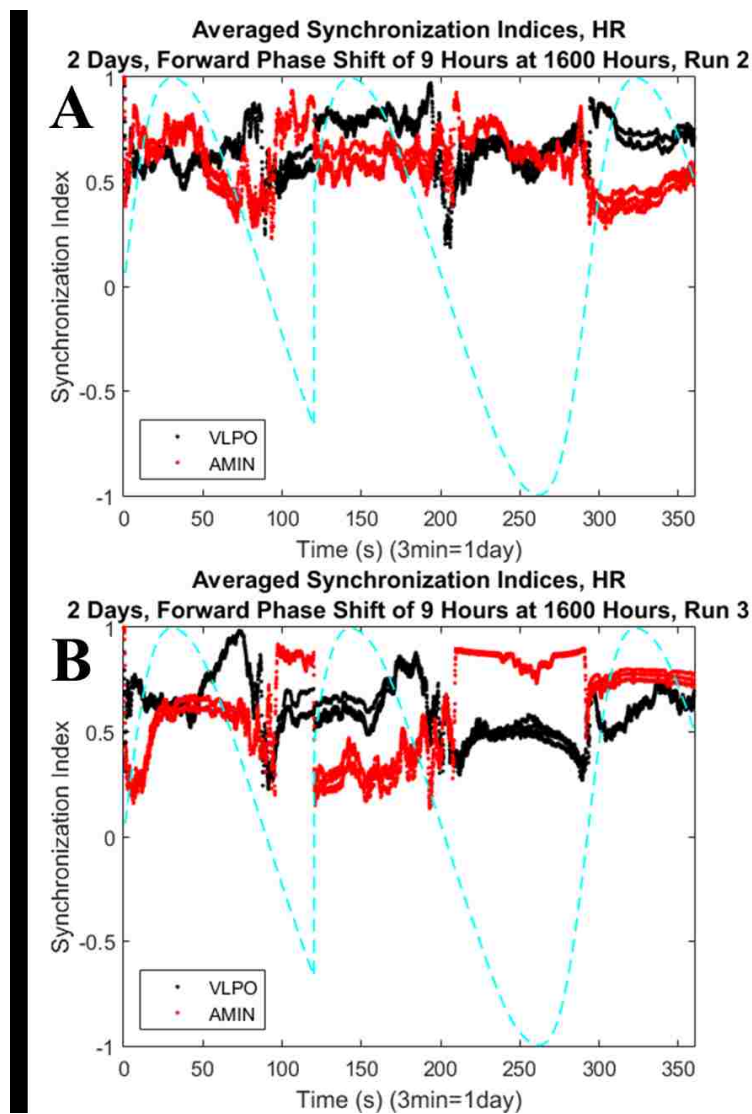 Averaged Synchronization Indices, HR
2 Days, Forward Phase Shift of 9 Hours at 1600 Hours, Run 2
A
1
0.5
0
-0.5
-1
Synchronization Index
VLPO
AMIN
0 50 100 150 200 250 300 350
Time (s) (3min=1day)
Averaged Synchronization Indices, HR
2 Days, Forward Phase Shift of 9 Hours at 1600 Hours, Run 3
B
1
0.5
0
-0.5
-1
Synchronization Index
VLPO
AMIN
0 50 100 150 200 250 300 350
Time (s) (3min=1day)